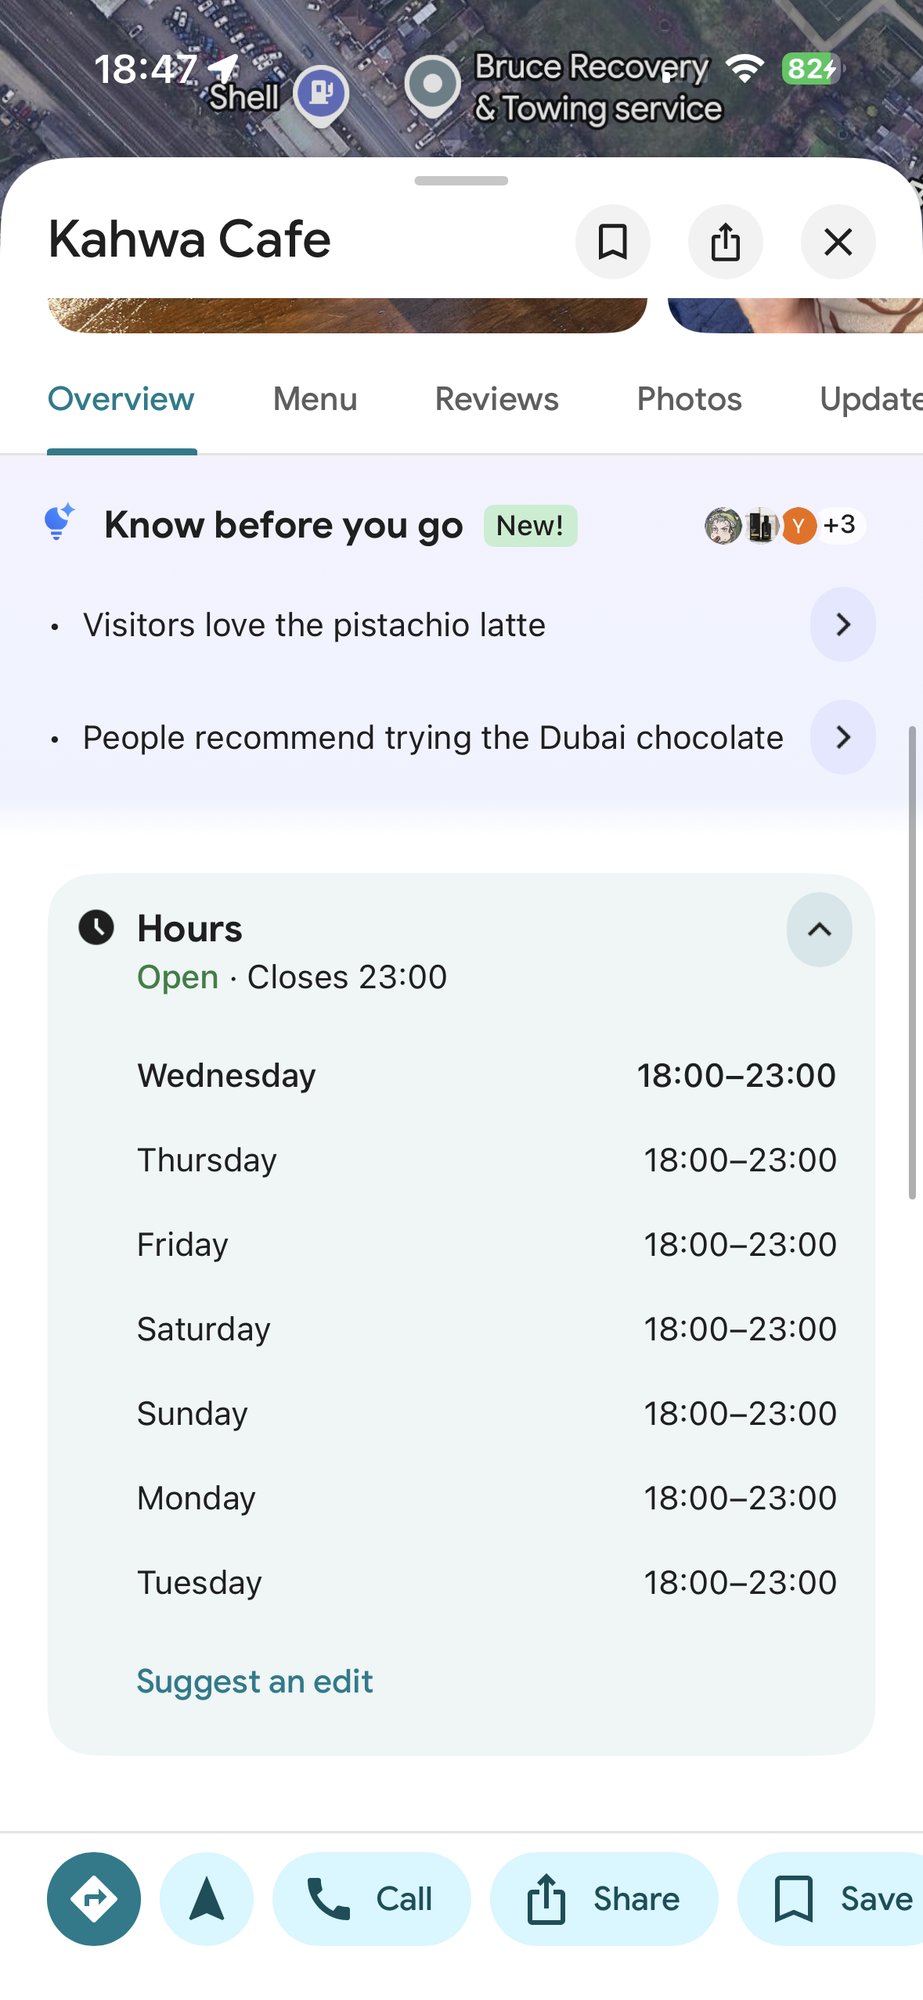 18:47
82
Shell
Bruce Recovery
& Towing service
Kahwa Cafe
Overview Menu Reviews Photos Update
Know before you go New! Y +3
• Visitors love the pistachio latte
• People recommend trying the Dubai chocolate
Hours
Open · Closes 23:00
Wednesday 18:00–23:00
Thursday 18:00–23:00
Friday 18:00–23:00
Saturday 18:00–23:00
Sunday 18:00–23:00
Monday 18:00–23:00
Tuesday 18:00–23:00
Suggest an edit
Call Share Save